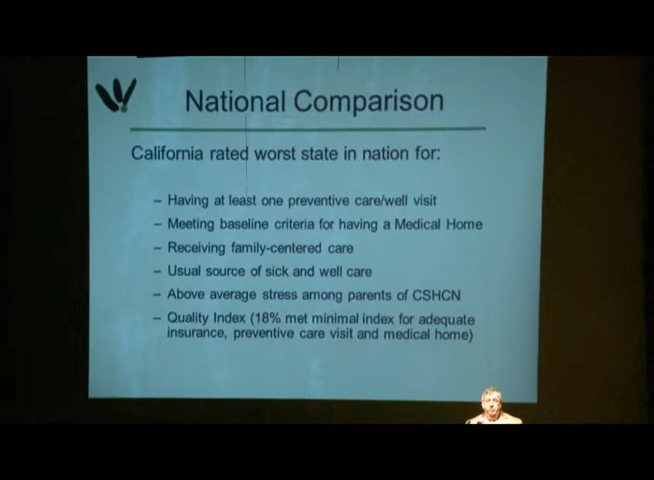 National Comparison
California rated worst state in nation for:
– Having at least one preventive care/well visit
– Meeting baseline criteria for having a Medical Home
– Receiving family-centered care
– Usual source of sick and well care
– Above average stress among parents of CSHCN
– Quality Index (18% met minimal index for adequate
insurance, preventive care visit and medical home)